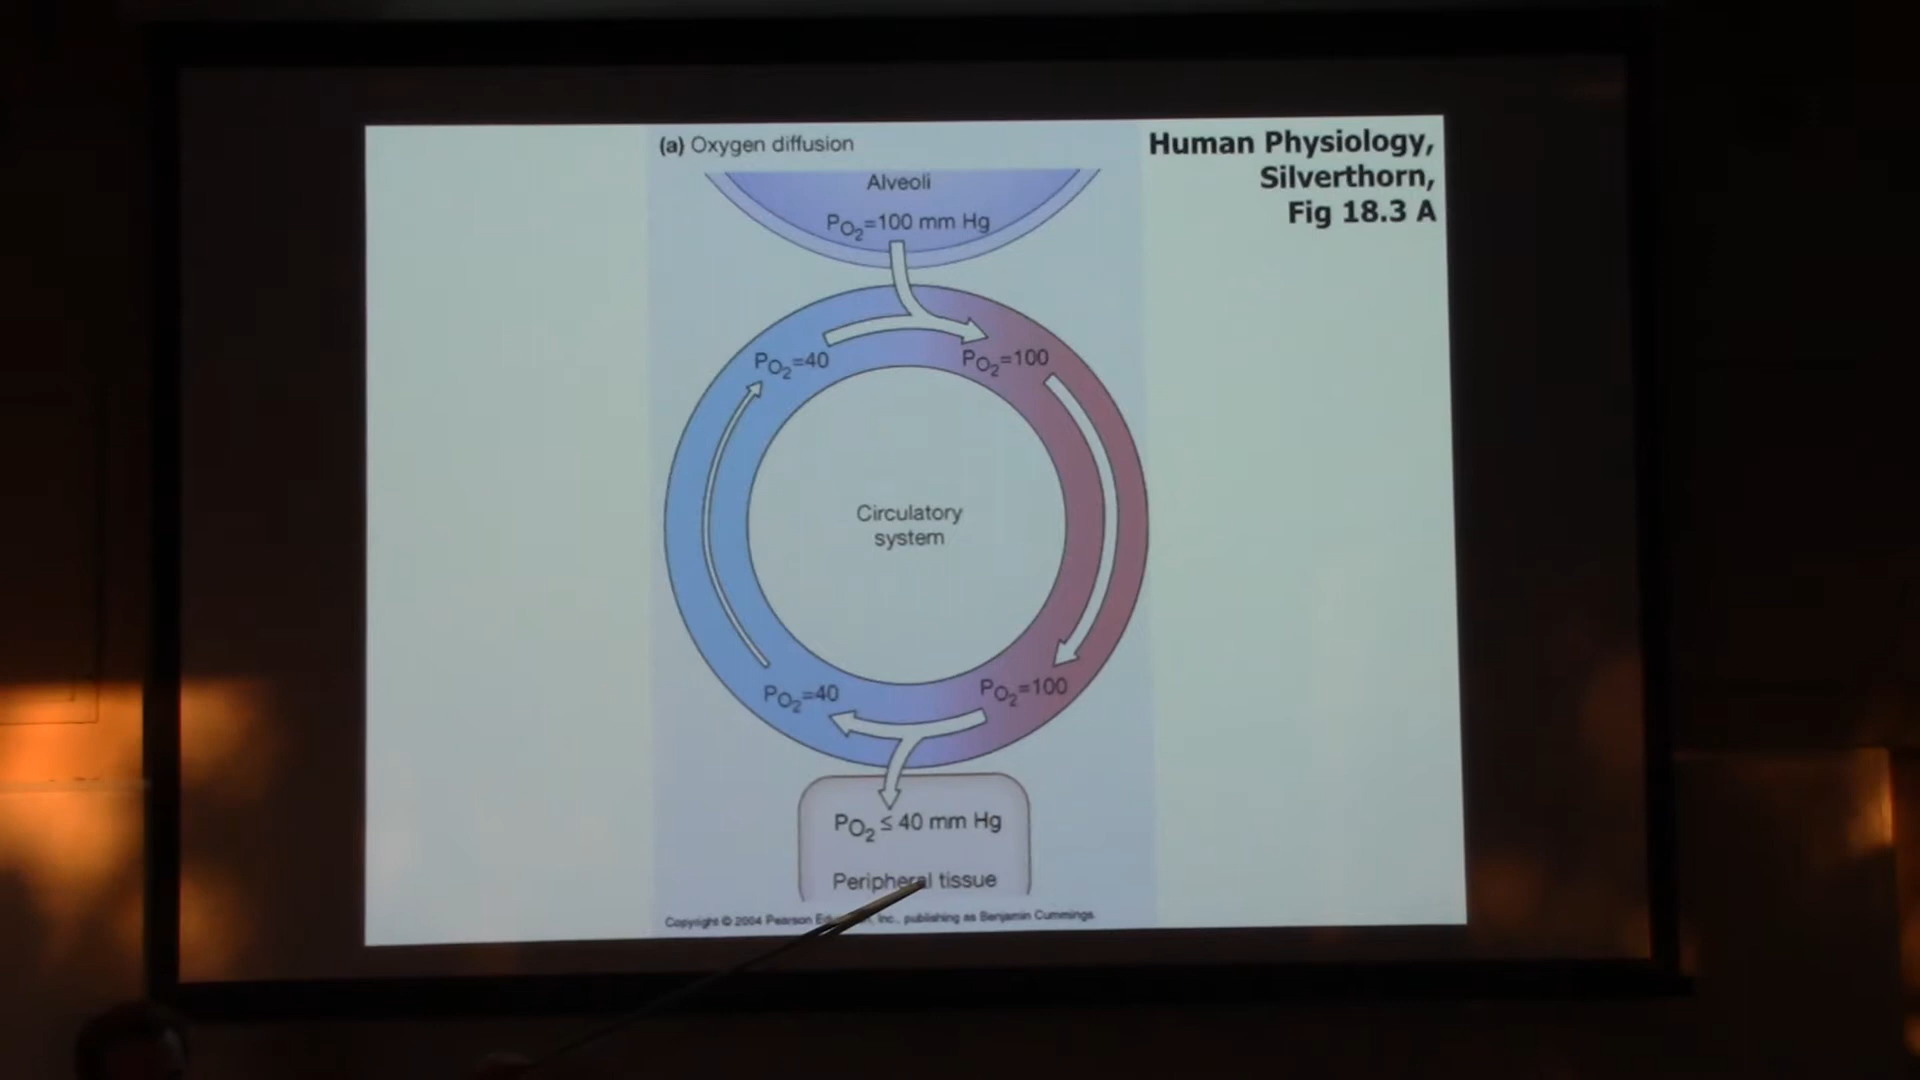 (a) Oxygen diffusion
Human Physiology,
Silverthorn,
Fig 18.3 A
Alveoli
PO2=100 mm Hg
PO2=40
PO2=100
Circulatory
system
PO2=40
PO2=100
PO2 ≤ 40 mm Hg
Peripheral tissue
Copyright © 2004 Pearson Inc., publishing as Benjamin Cummings.